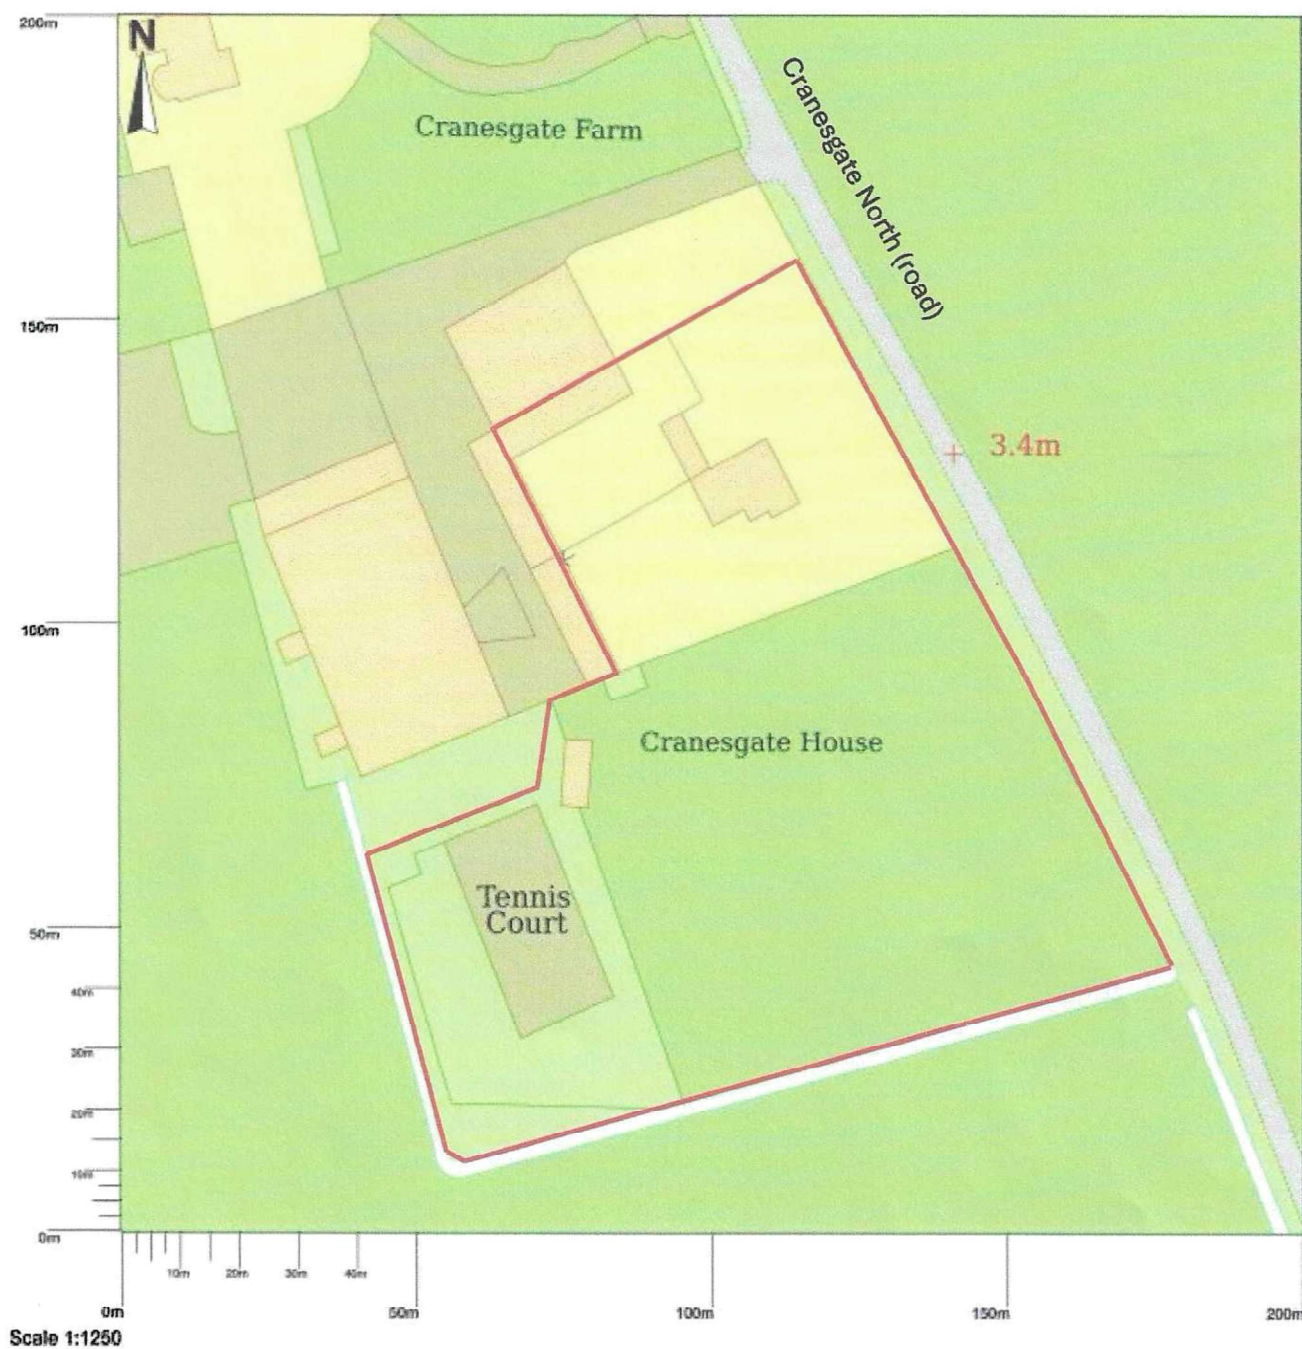 200m
N
Cranesgate Farm
Cranesgate North (road)
150m
3.4m
100m
Cranesgate House
Tennis
Court
50m
40m
30m
20m
10m
0m
10m
20m
30m
40m
0m
50m
100m
150m
200m
Scale 1:1250